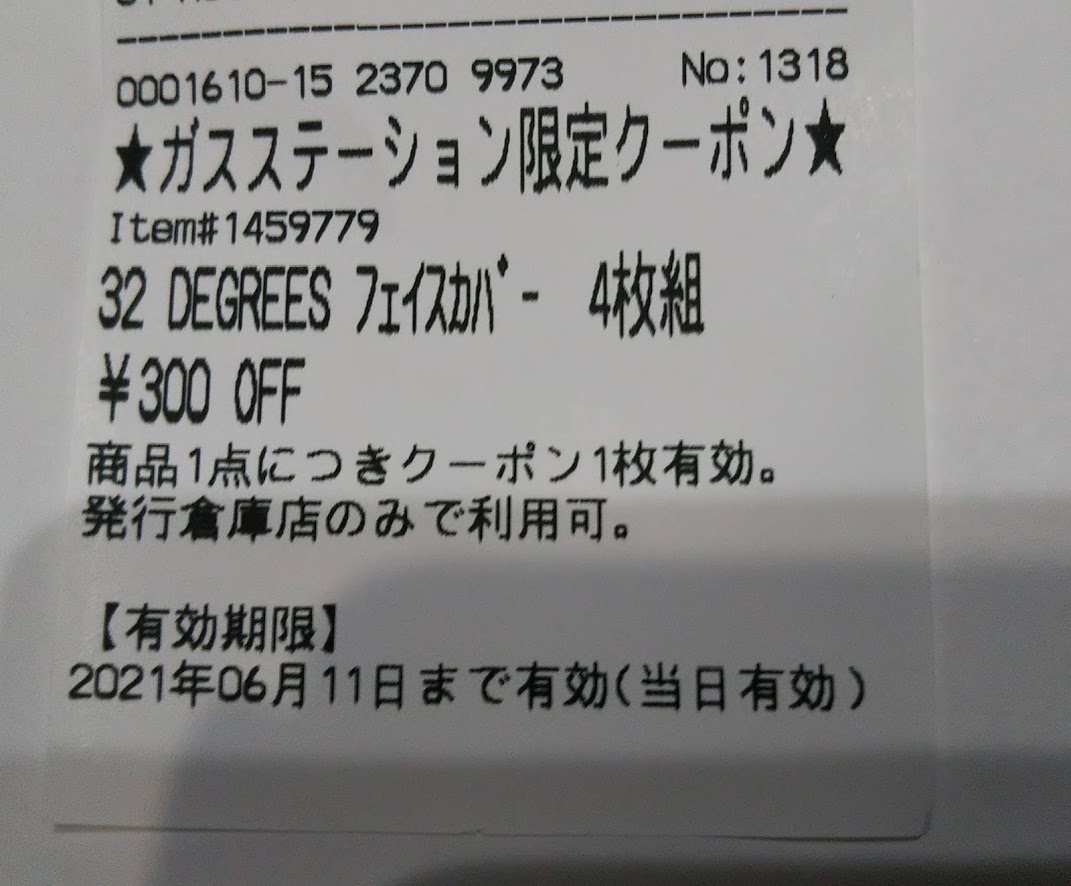 0001610-15 2370 9973 No:1318
★ガスステーション限定クーポン★
Item#1459779
32 DEGREES ﾌｪｲｽｶﾊﾞｰ 4枚組
¥300 OFF
商品1点につきクーポン1枚有効。
発行倉庫店のみで利用可。
【有効期限】
2021年06月11日まで有効(当日有効)